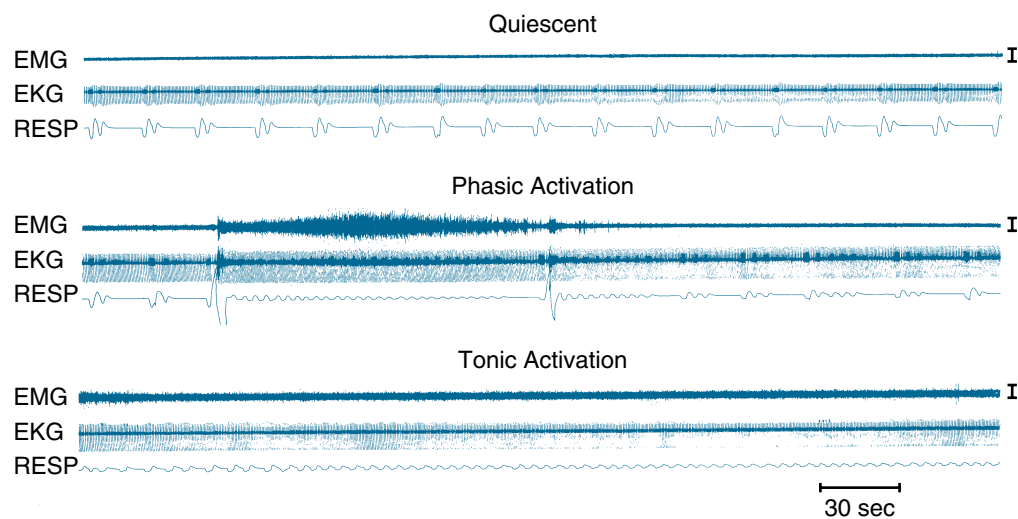 Quiescent
EMG
EKG
RESP
Phasic Activation
EMG
EKG
RESP
Tonic Activation
EMG
EKG
RESP
30 sec